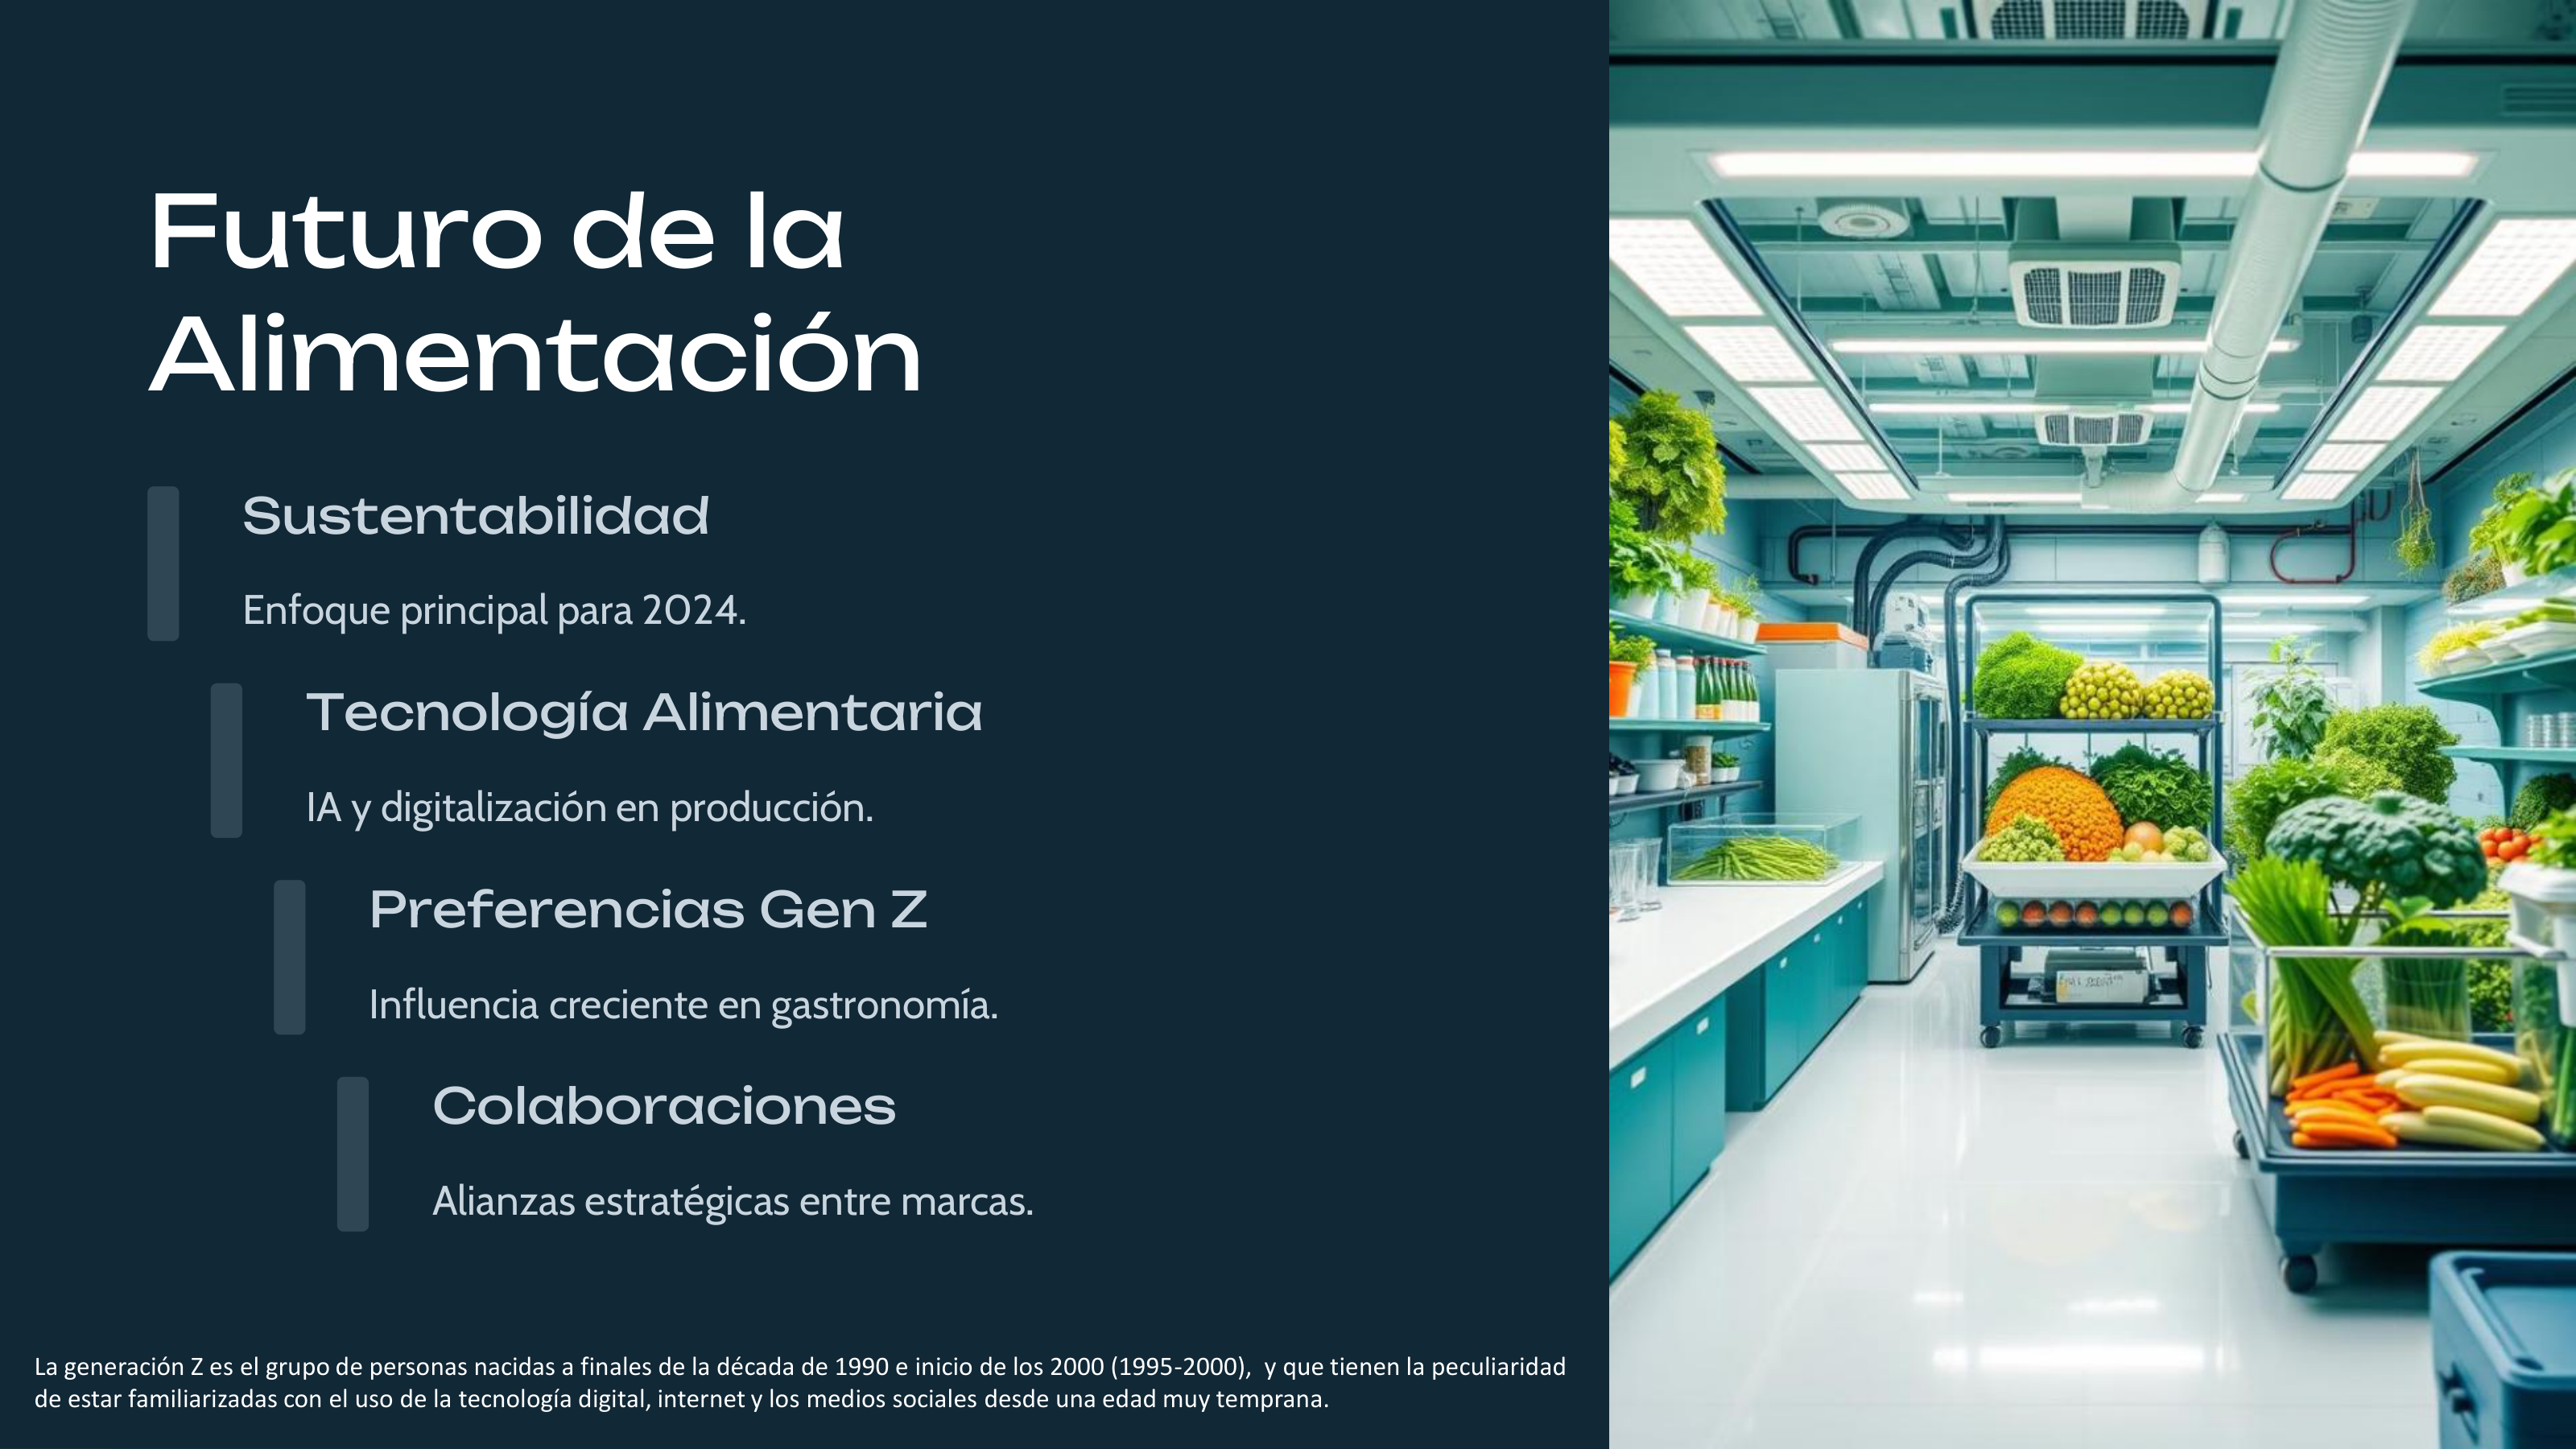 Futuro de la
Alimentación
Sustentabilidad
Enfoque principal para 2024.
Tecnología Alimentaria
IA y digitalización en producción.
Preferencias Gen Z
Influencia creciente en gastronomía.
Colaboraciones
Alianzas estratégicas entre marcas.
La generación Z es el grupo de personas nacidas a finales de la década de 1990 e inicio de los 2000 (1995-2000),  y que tienen la peculiaridad
de estar familiarizadas con el uso de la tecnología digital, internet y los medios sociales desde una edad muy temprana.